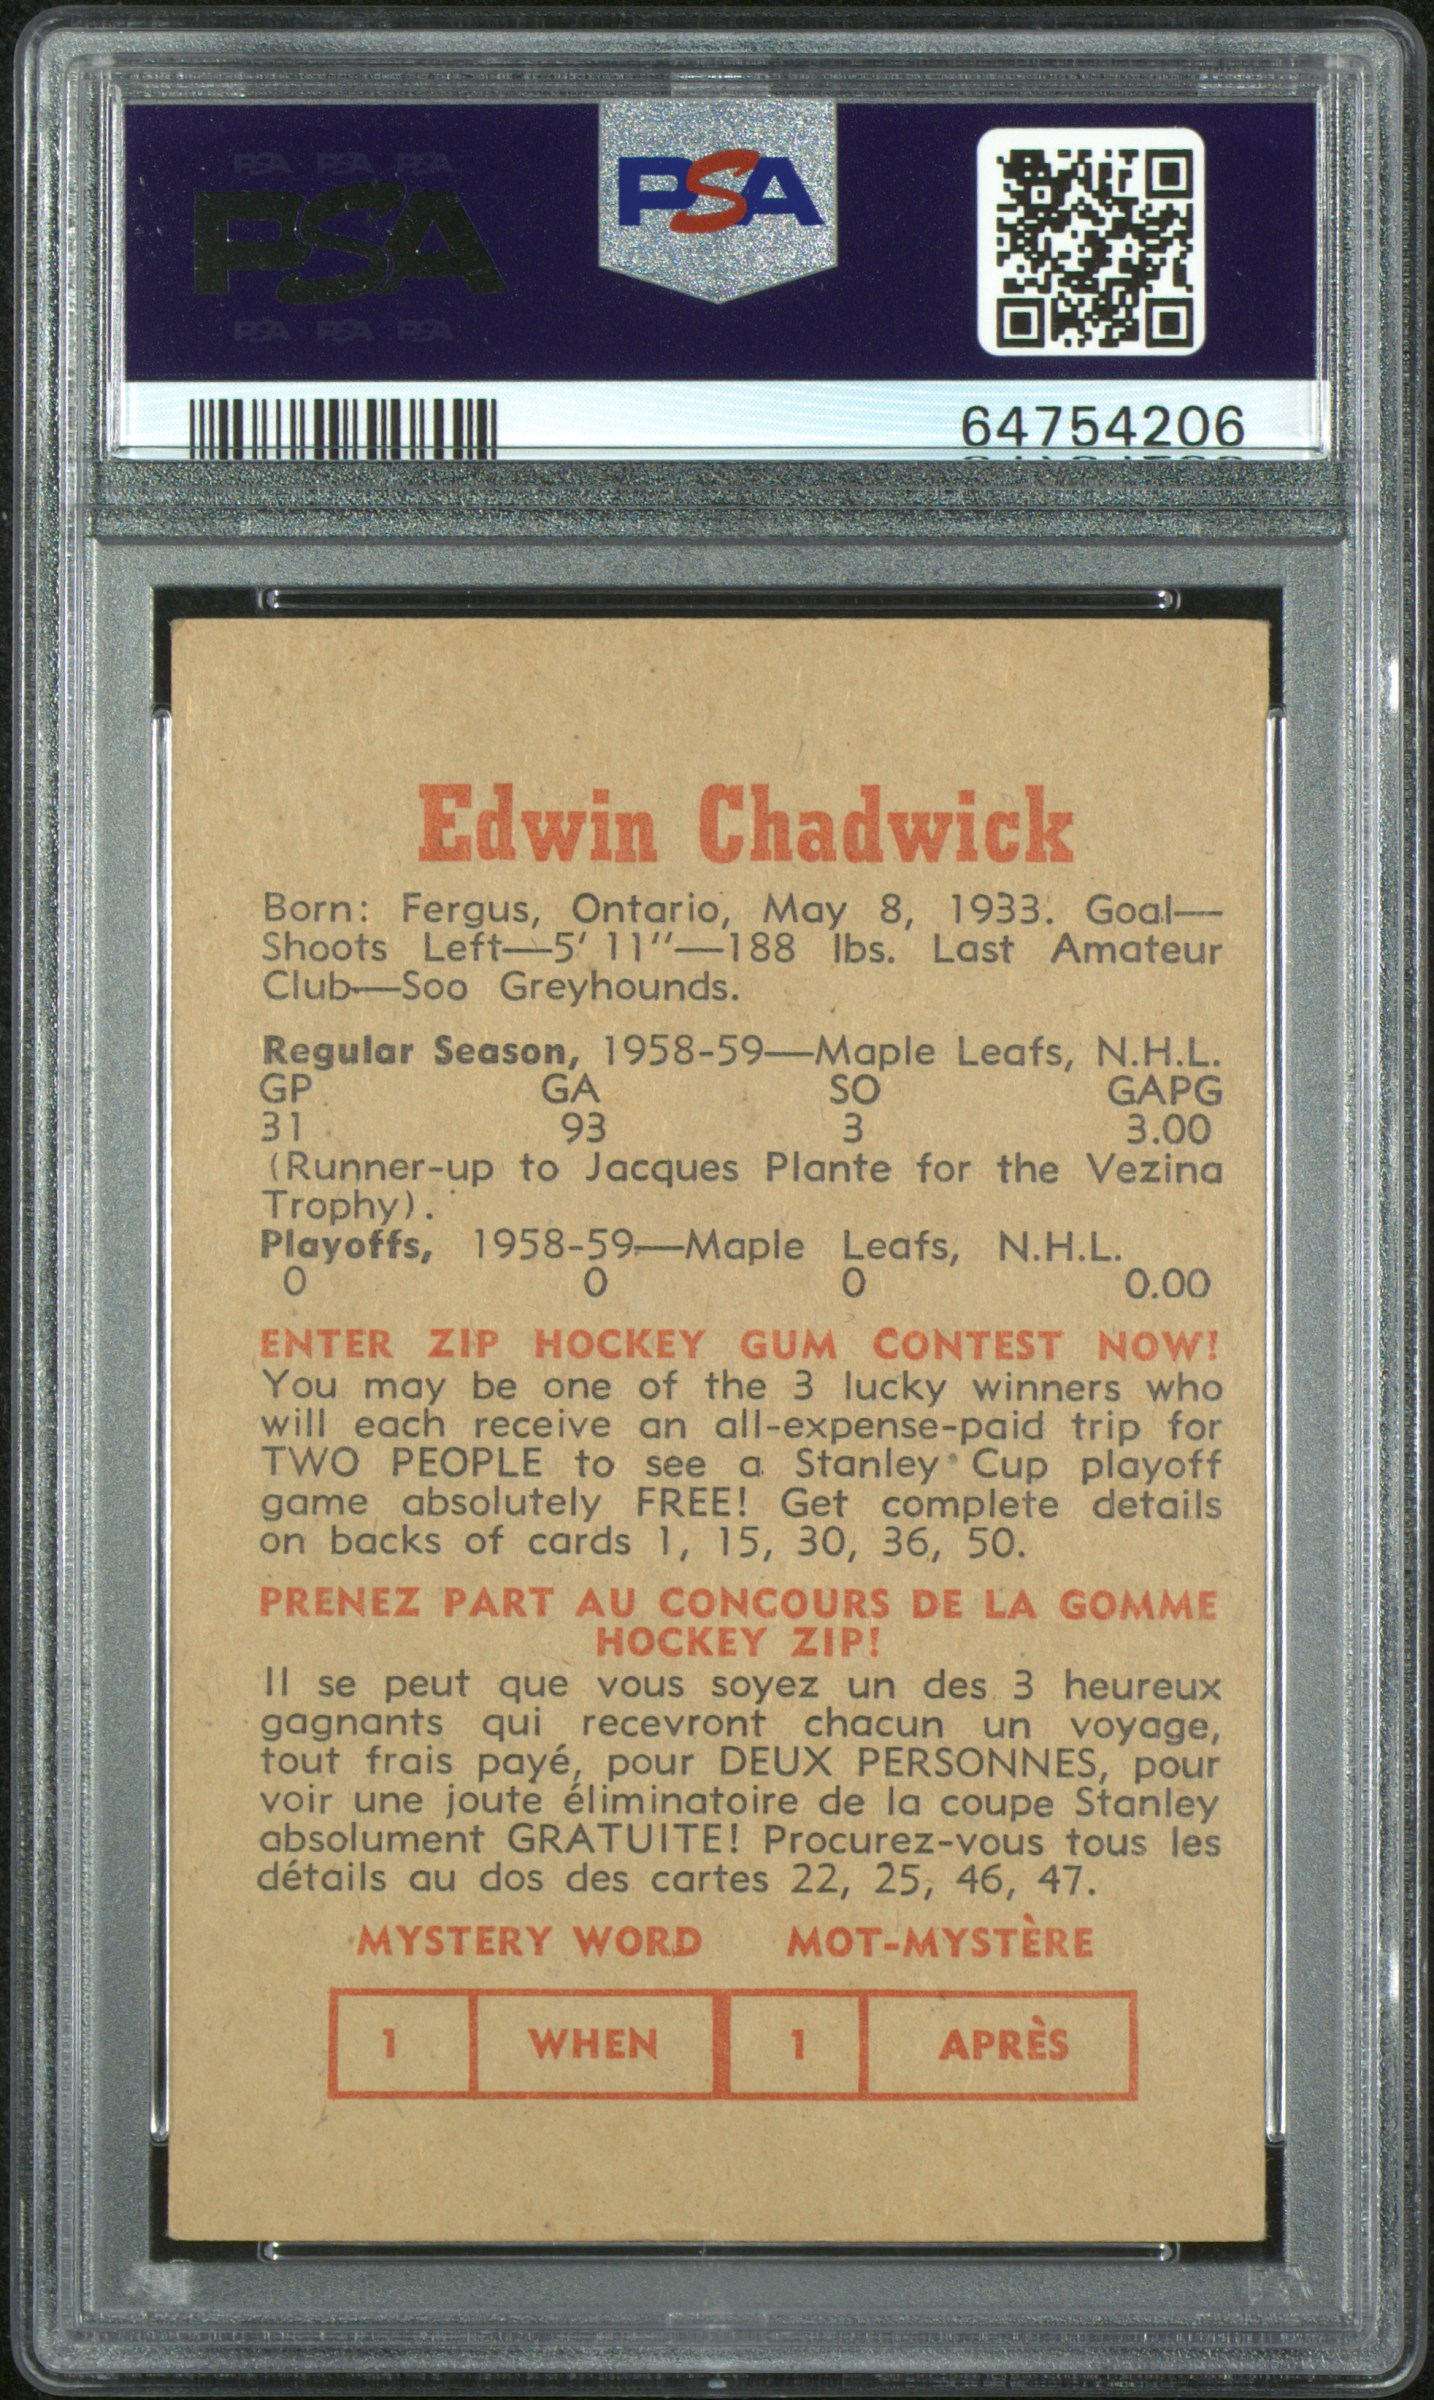 PSA PSA PSA
PSA
PSA PSA PSA
PSA
64754206
Edwin Chadwick
Born: Fergus, Ontario, May 8, 1933. Goal—
Shoots Left—5' 11"—188 lbs. Last Amateur
Club—Soo Greyhounds.
Regular Season, 1958-59—Maple Leafs, N.H.L.
GP GA SO GAPG
31 93 3 3.00
(Runner-up to Jacques Plante for the Vezina
Trophy).
Playoffs, 1958-59—Maple Leafs, N.H.L.
0 0 0 0.00
ENTER ZIP HOCKEY GUM CONTEST NOW!
You may be one of the 3 lucky winners who
will each receive an all-expense-paid trip for
TWO PEOPLE to see a Stanley Cup playoff
game absolutely FREE! Get complete details
on backs of cards 1, 15, 30, 36, 50.
PRENEZ PART AU CONCOURS DE LA GOMME
HOCKEY ZIP!
Il se peut que vous soyez un des 3 heureux
gagnants qui recevront chacun un voyage,
tout frais payé, pour DEUX PERSONNES, pour
voir une joute éliminatoire de la coupe Stanley
absolument GRATUITE! Procurez-vous tous les
détails au dos des cartes 22, 25, 46, 47.
MYSTERY WORD MOT-MYSTÈRE
1 WHEN 1 APRÈS